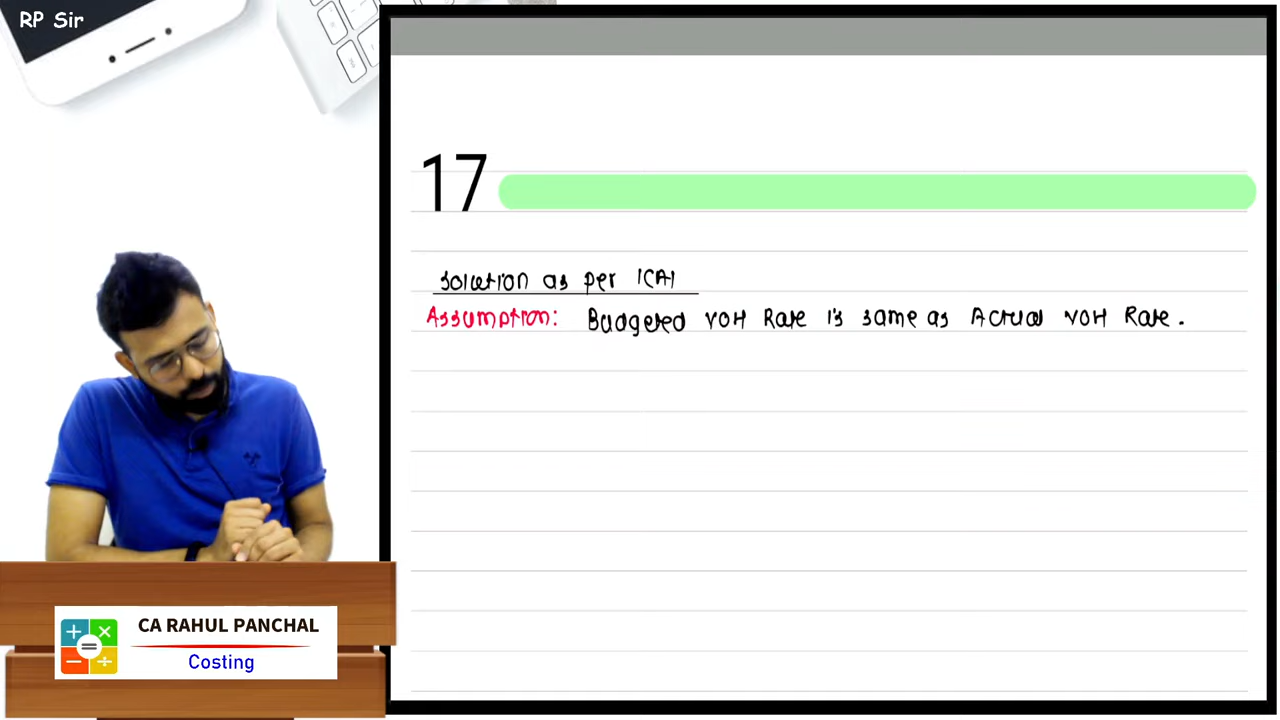 RP Sir
17
Solution as per ICAI
Assumption: Budgeted VOH Rate is same as Actual VOH Rate.
CA RAHUL PANCHAL
Costing